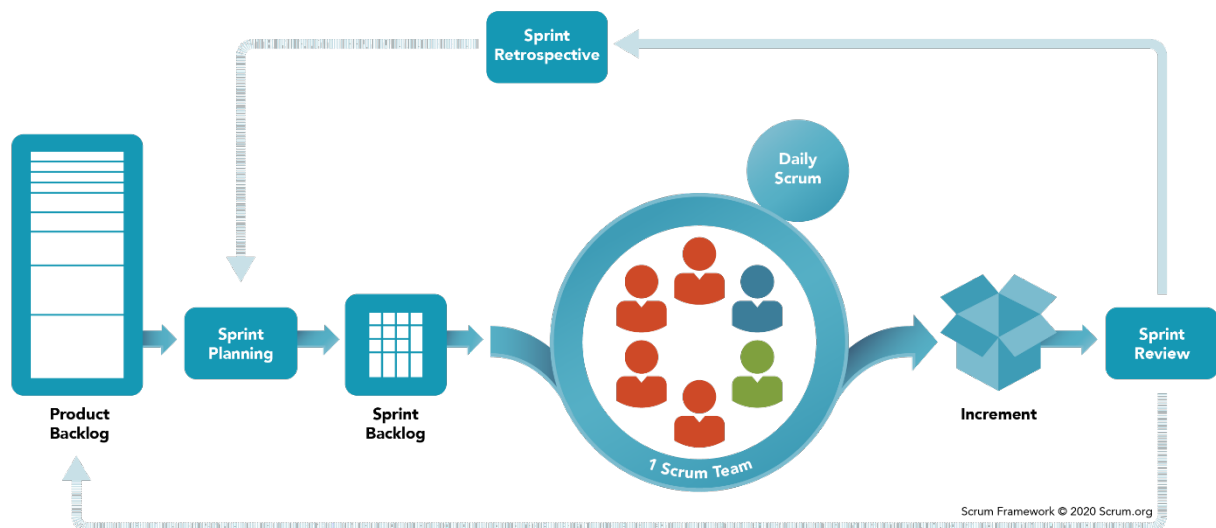 Sprint
Retrospective
Daily
Scrum
Sprint
Planning
Sprint
Review
Product
Backlog
Sprint
Backlog
1 Scrum Team
Increment
Scrum Framework © 2020 Scrum.org